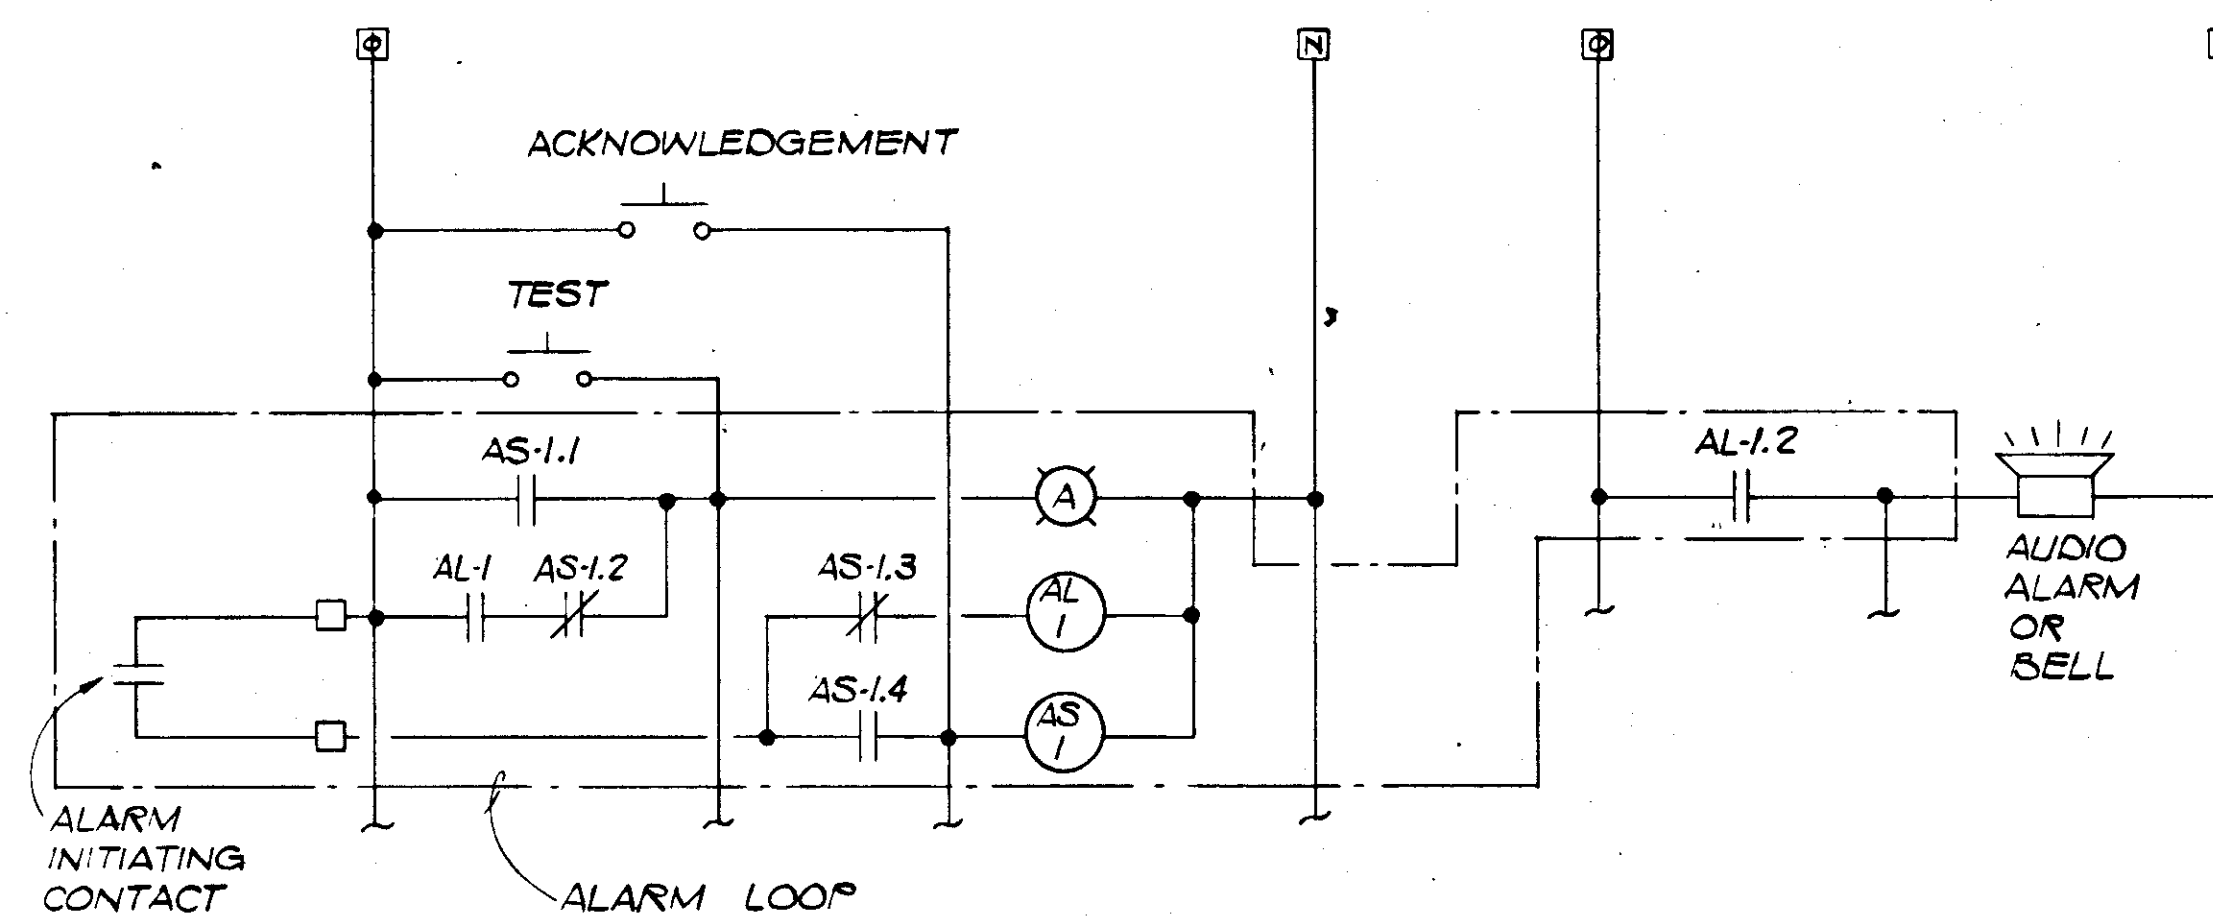 Φ
N
Φ
ACKNOWLEDGEMENT
TEST
AS-1.1
A
AL-1.2
AL-1
AS-1.2
AS-1.3
AL
1
AS-1.4
AS
1
AUDIO
ALARM
OR
BELL
ALARM
INITIATING
CONTACT
ALARM LOOP